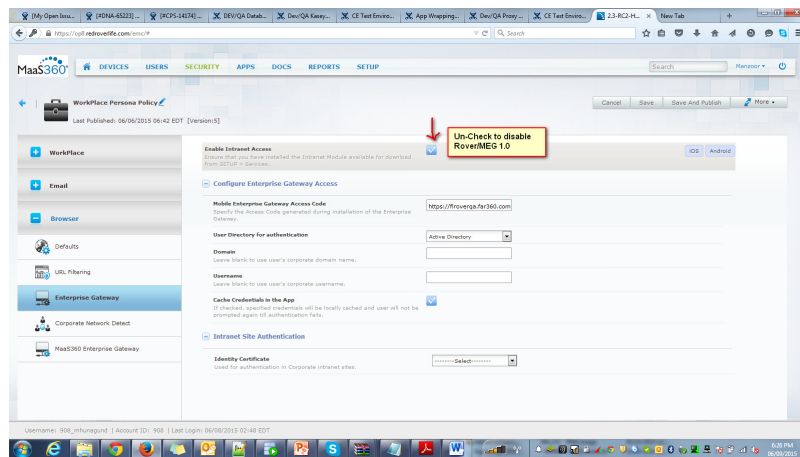 [My Open Issu...
[#DNA-65223] ...
[#CPS-14174] ...
DEV/QA Datab...
Dev/QA Kasey...
CE Test Enviro...
App Wrapping...
Dev/QA Proxy ...
CE Test Enviro...
2.3-RC2-H...
New Tab
https://op8.redroverlife.com/emc/#
Search
MaaS360
DEVICES USERS SECURITY APPS DOCS REPORTS SETUP
Search
Manzoor
WorkPlace Persona Policy
Cancel Save Save And Publish More
Last Published: 06/06/2015 06:42 EDT [Version:5]
WorkPlace
Email
Browser
Defaults
URL Filtering
Enterprise Gateway
Corporate Network Detect
MaaS360 Enterprise Gateway
Enable Intranet Access
Ensure that you have installed the Intranet Module available for download
from SETUP > Services.
Un-Check to disable
Rover/MEG 1.0
iOS Android
Configure Enterprise Gateway Access
Mobile Enterprise Gateway Access Code
Specify the Access Code generated during installation of the Enterprise
Gateway.
https://flroverqa.far360.com
User Directory for authentication
Active Directory
Domain
Leave blank to use user's corporate domain name.
Username
Leave blank to use user's corporate username.
Cache Credentials in the App
If checked, specified credentials will be locally cached and user will not be
prompted again till authentication fails.
Intranet Site Authentication
Identity Certificate
Used for authentication in Corporate intranet sites.
--------Select--------
Username: 908_mhunagund | Account ID: 908 | Last Login: 06/08/2015 02:48 EDT
6:26 PM
06/09/2015